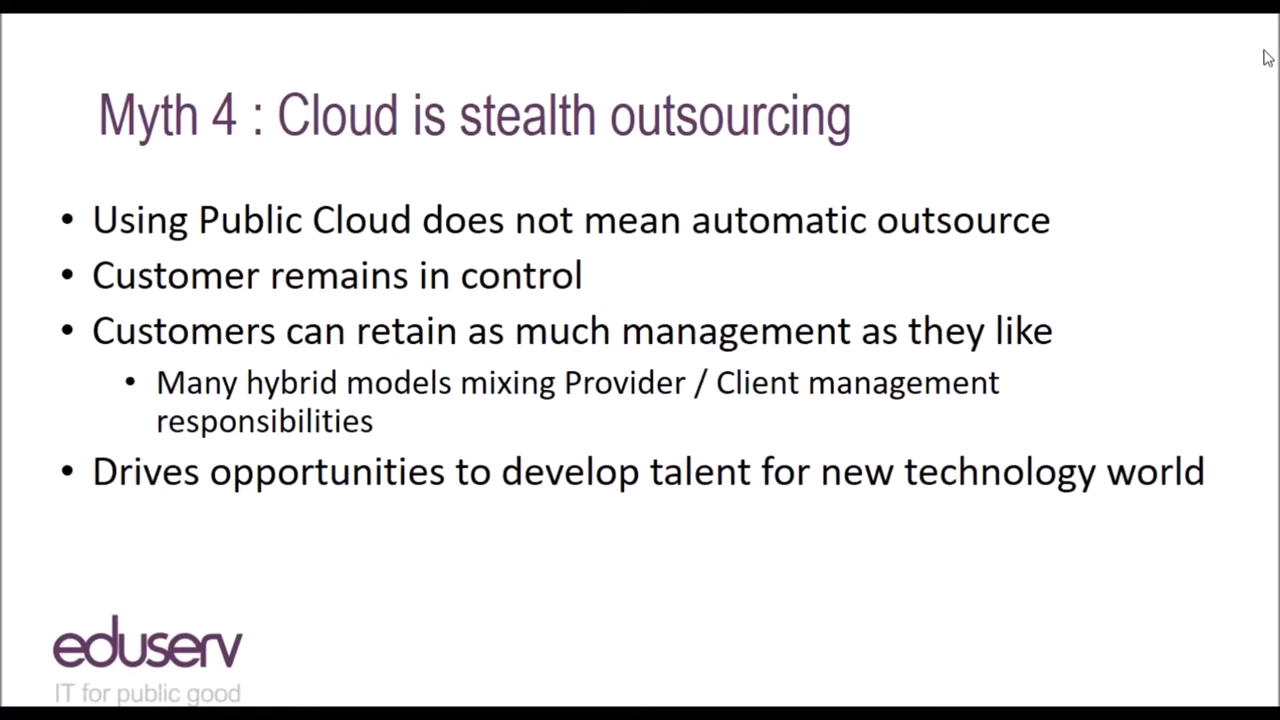 Myth 4 : Cloud is stealth outsourcing
• Using Public Cloud does not mean automatic outsource
• Customer remains in control
• Customers can retain as much management as they like
• Many hybrid models mixing Provider / Client management
responsibilities
• Drives opportunities to develop talent for new technology world
eduserv
IT for public good